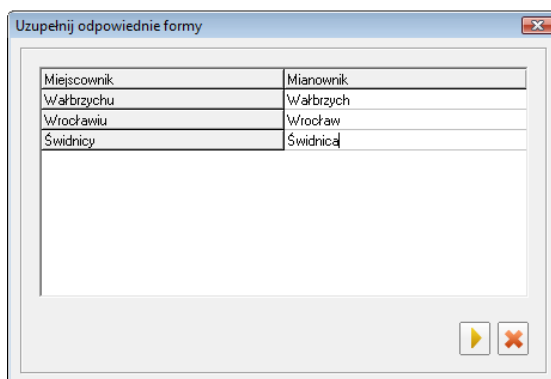 Uzupełnij odpowiednie formy
Miejscownik Mianownik
Wałbrzychu Wałbrzych
Wrocławiu Wrocław
Świdnicy Świdnica